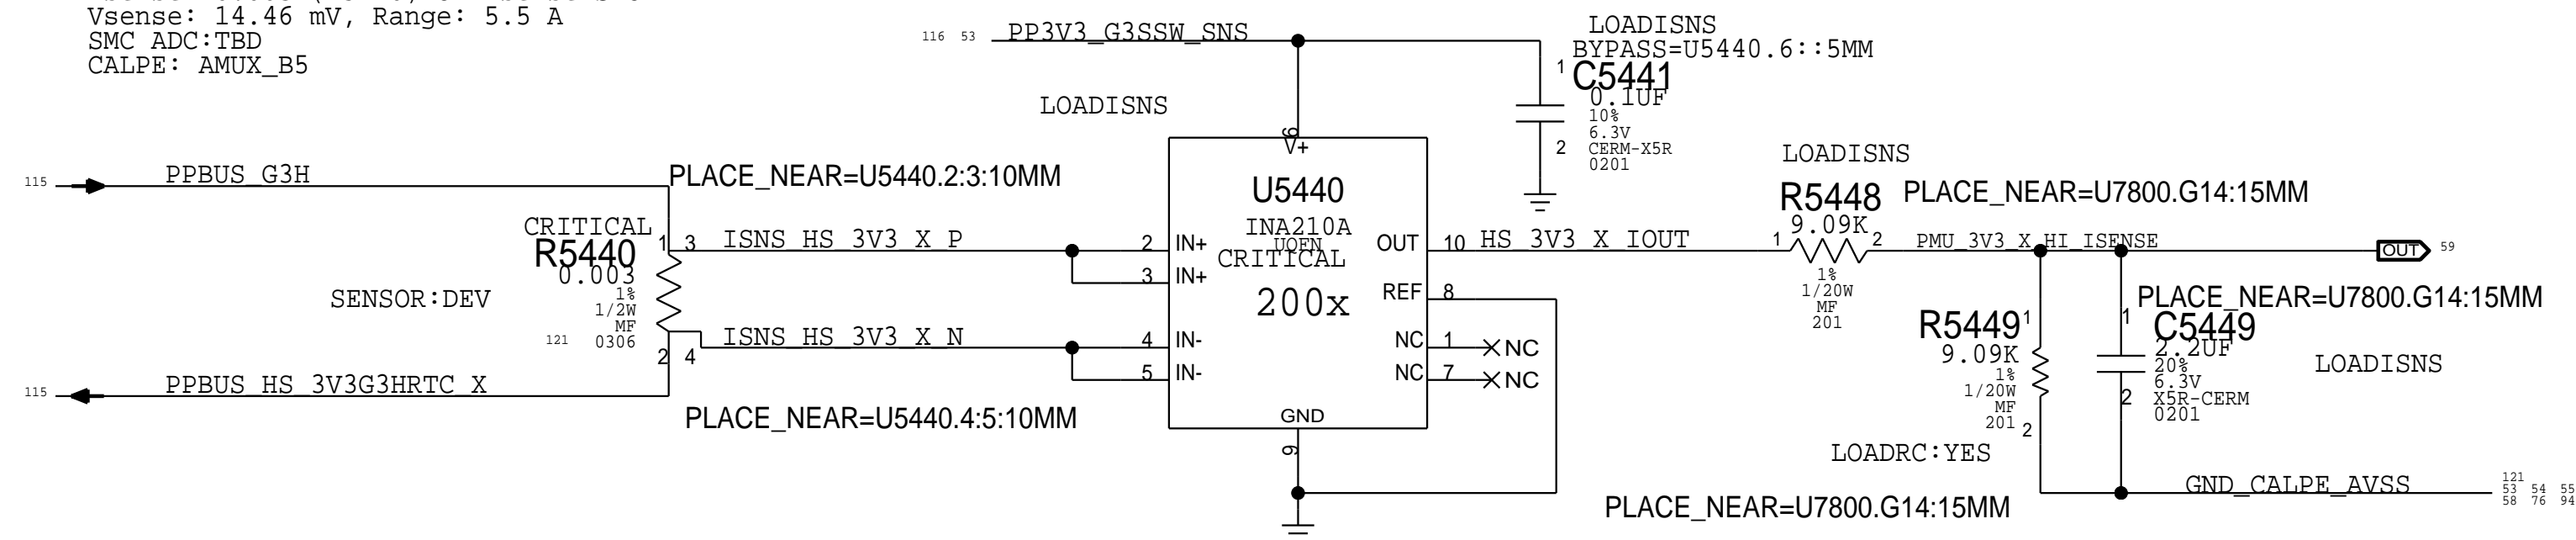 Vsense: 14.46 mV, Range: 5.5 A
SMC ADC:TBD
CALPE: AMUX_B5
116 53 PP3V3_G3SSW_SNS
LOADISNS
BYPASS=U5440.6::5MM
1 C5441
0.1UF
10%
6.3V
2 CERM-X5R
0201
LOADISNS
6
V+
115 PPBUS_G3H
PLACE_NEAR=U5440.2:3:10MM
U5440
INA210A
UQFN
CRITICAL
200x
CRITICAL
R5440
0.003
1%
1/2W
MF
121 0306
SENSOR:DEV
1 3 ISNS_HS_3V3_X_P 2 IN+
3 IN+
2 4 ISNS_HS_3V3_X_N 4 IN-
5 IN-
115 PPBUS_HS_3V3G3HRTC_X
PLACE_NEAR=U5440.4:5:10MM
GND
9
OUT 10 HS_3V3_X_IOUT
REF 8
NC 1 NC
NC 7 NC
LOADISNS
R5448 PLACE_NEAR=U7800.G14:15MM
9.09K
1 2 PMU_3V3_X_HI_ISENSE OUT 59
1%
1/20W
MF
201
PLACE_NEAR=U7800.G14:15MM
R5449 1
9.09K
1%
1/20W
MF
201
2
1 C5449
2.2UF
20%
6.3V
2 X5R-CERM
0201
LOADISNS
LOADRC:YES
PLACE_NEAR=U7800.G14:15MM
GND_CALPE_AVSS
121
53 54 55
58 76 94